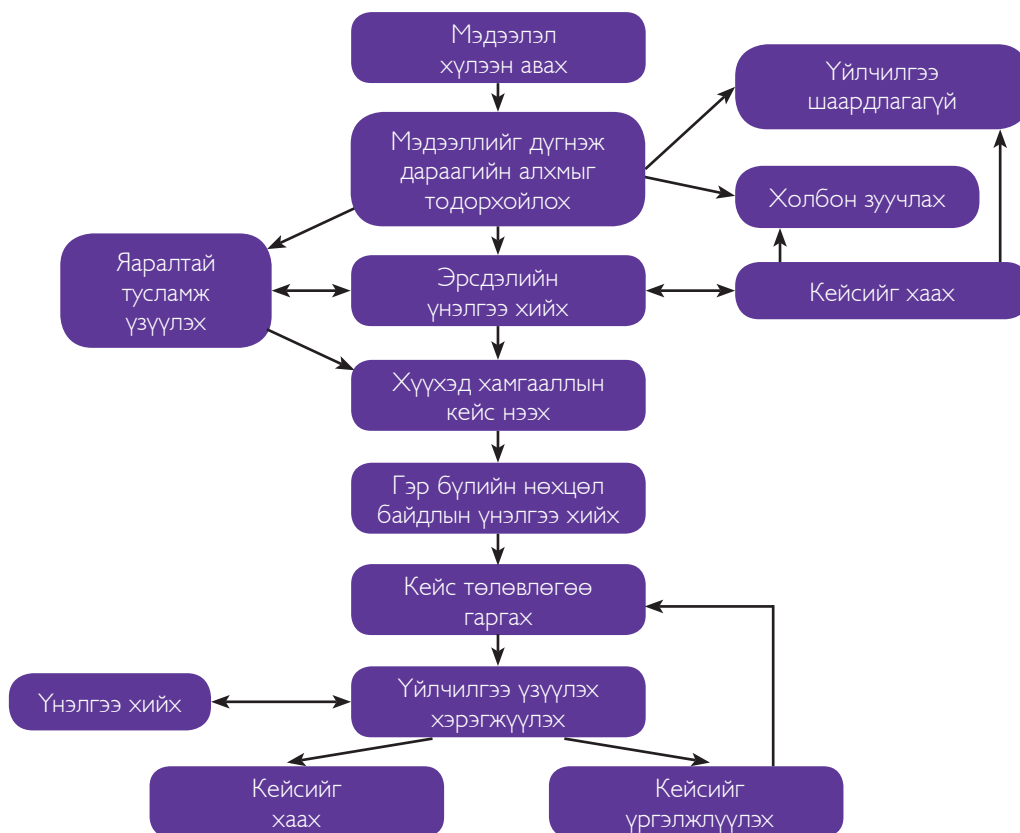 Мэдээлэл
хүлээн авах
Үйлчилгээ
шаардлагагүй
Мэдээллийг дүгнэж
дараагийн алхмыг
тодорхойлох
Холбон зуучлах
Яаралтай
тусламж
үзүүлэх
Эрсдэлийн
үнэлгээ хийх
Кейсийг хаах
Хүүхэд хамгааллын
кейс нээх
Гэр бүлийн нөхцөл
байдлын үнэлгээ хийх
Кейс төлөвлөгөө
гаргах
Үнэлгээ хийх
Үйлчилгээ үзүүлэх
хэрэгжүүлэх
Кейсийг
хаах
Кейсийг
үргэлжлүүлэх